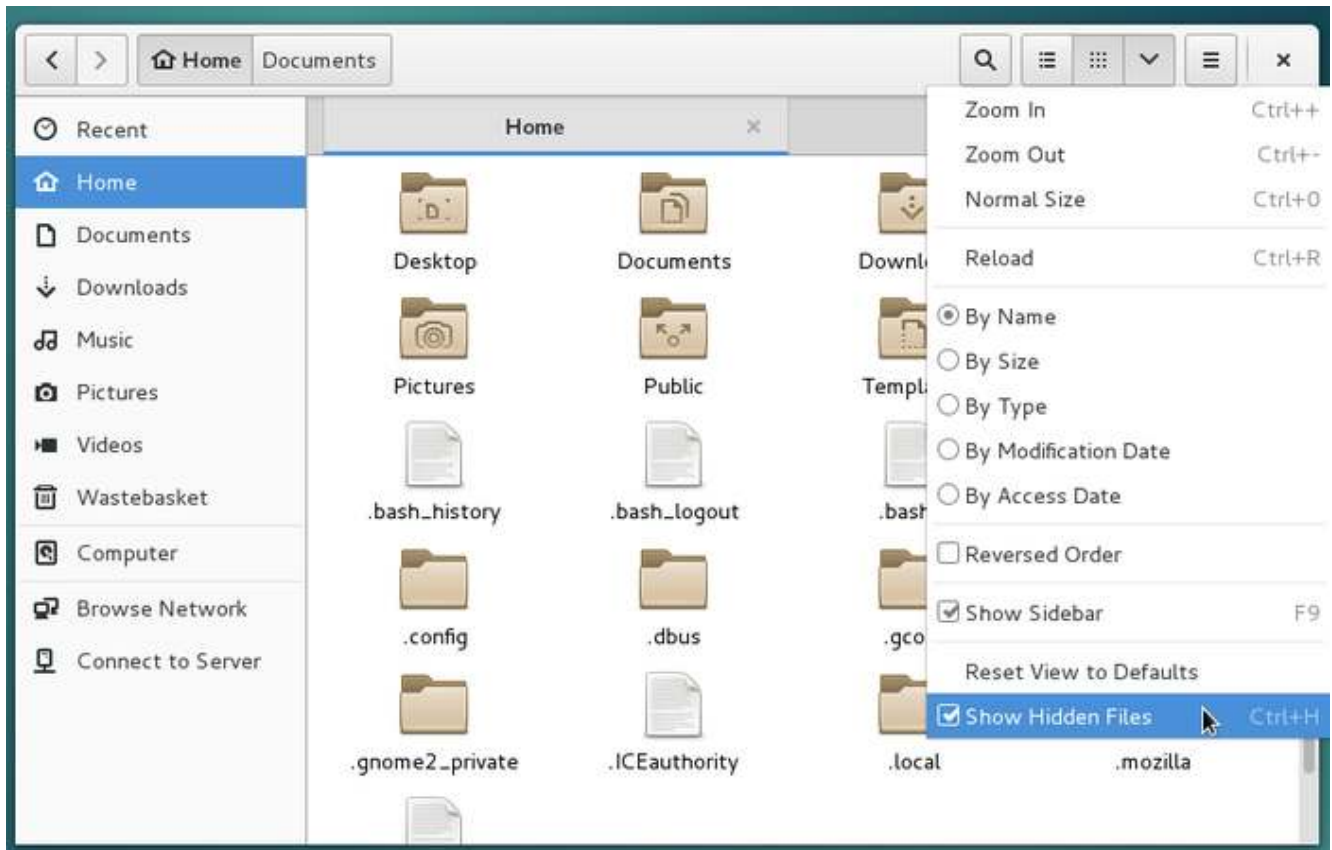 Home Documents
Recent
Home
Documents
Downloads
Music
Pictures
Videos
Wastebasket
Computer
Browse Network
Connect to Server
Home
Desktop Documents
Pictures Public
.bash_history .bash_logout
.config .dbus
.gnome2_private .ICEauthority .local .mozilla
Zoom In Ctrl++
Zoom Out Ctrl+-
Normal Size Ctrl+0
Reload Ctrl+R
By Name
By Size
By Type
By Modification Date
By Access Date
Reversed Order
Show Sidebar F9
Reset View to Defaults
Show Hidden Files Ctrl+H